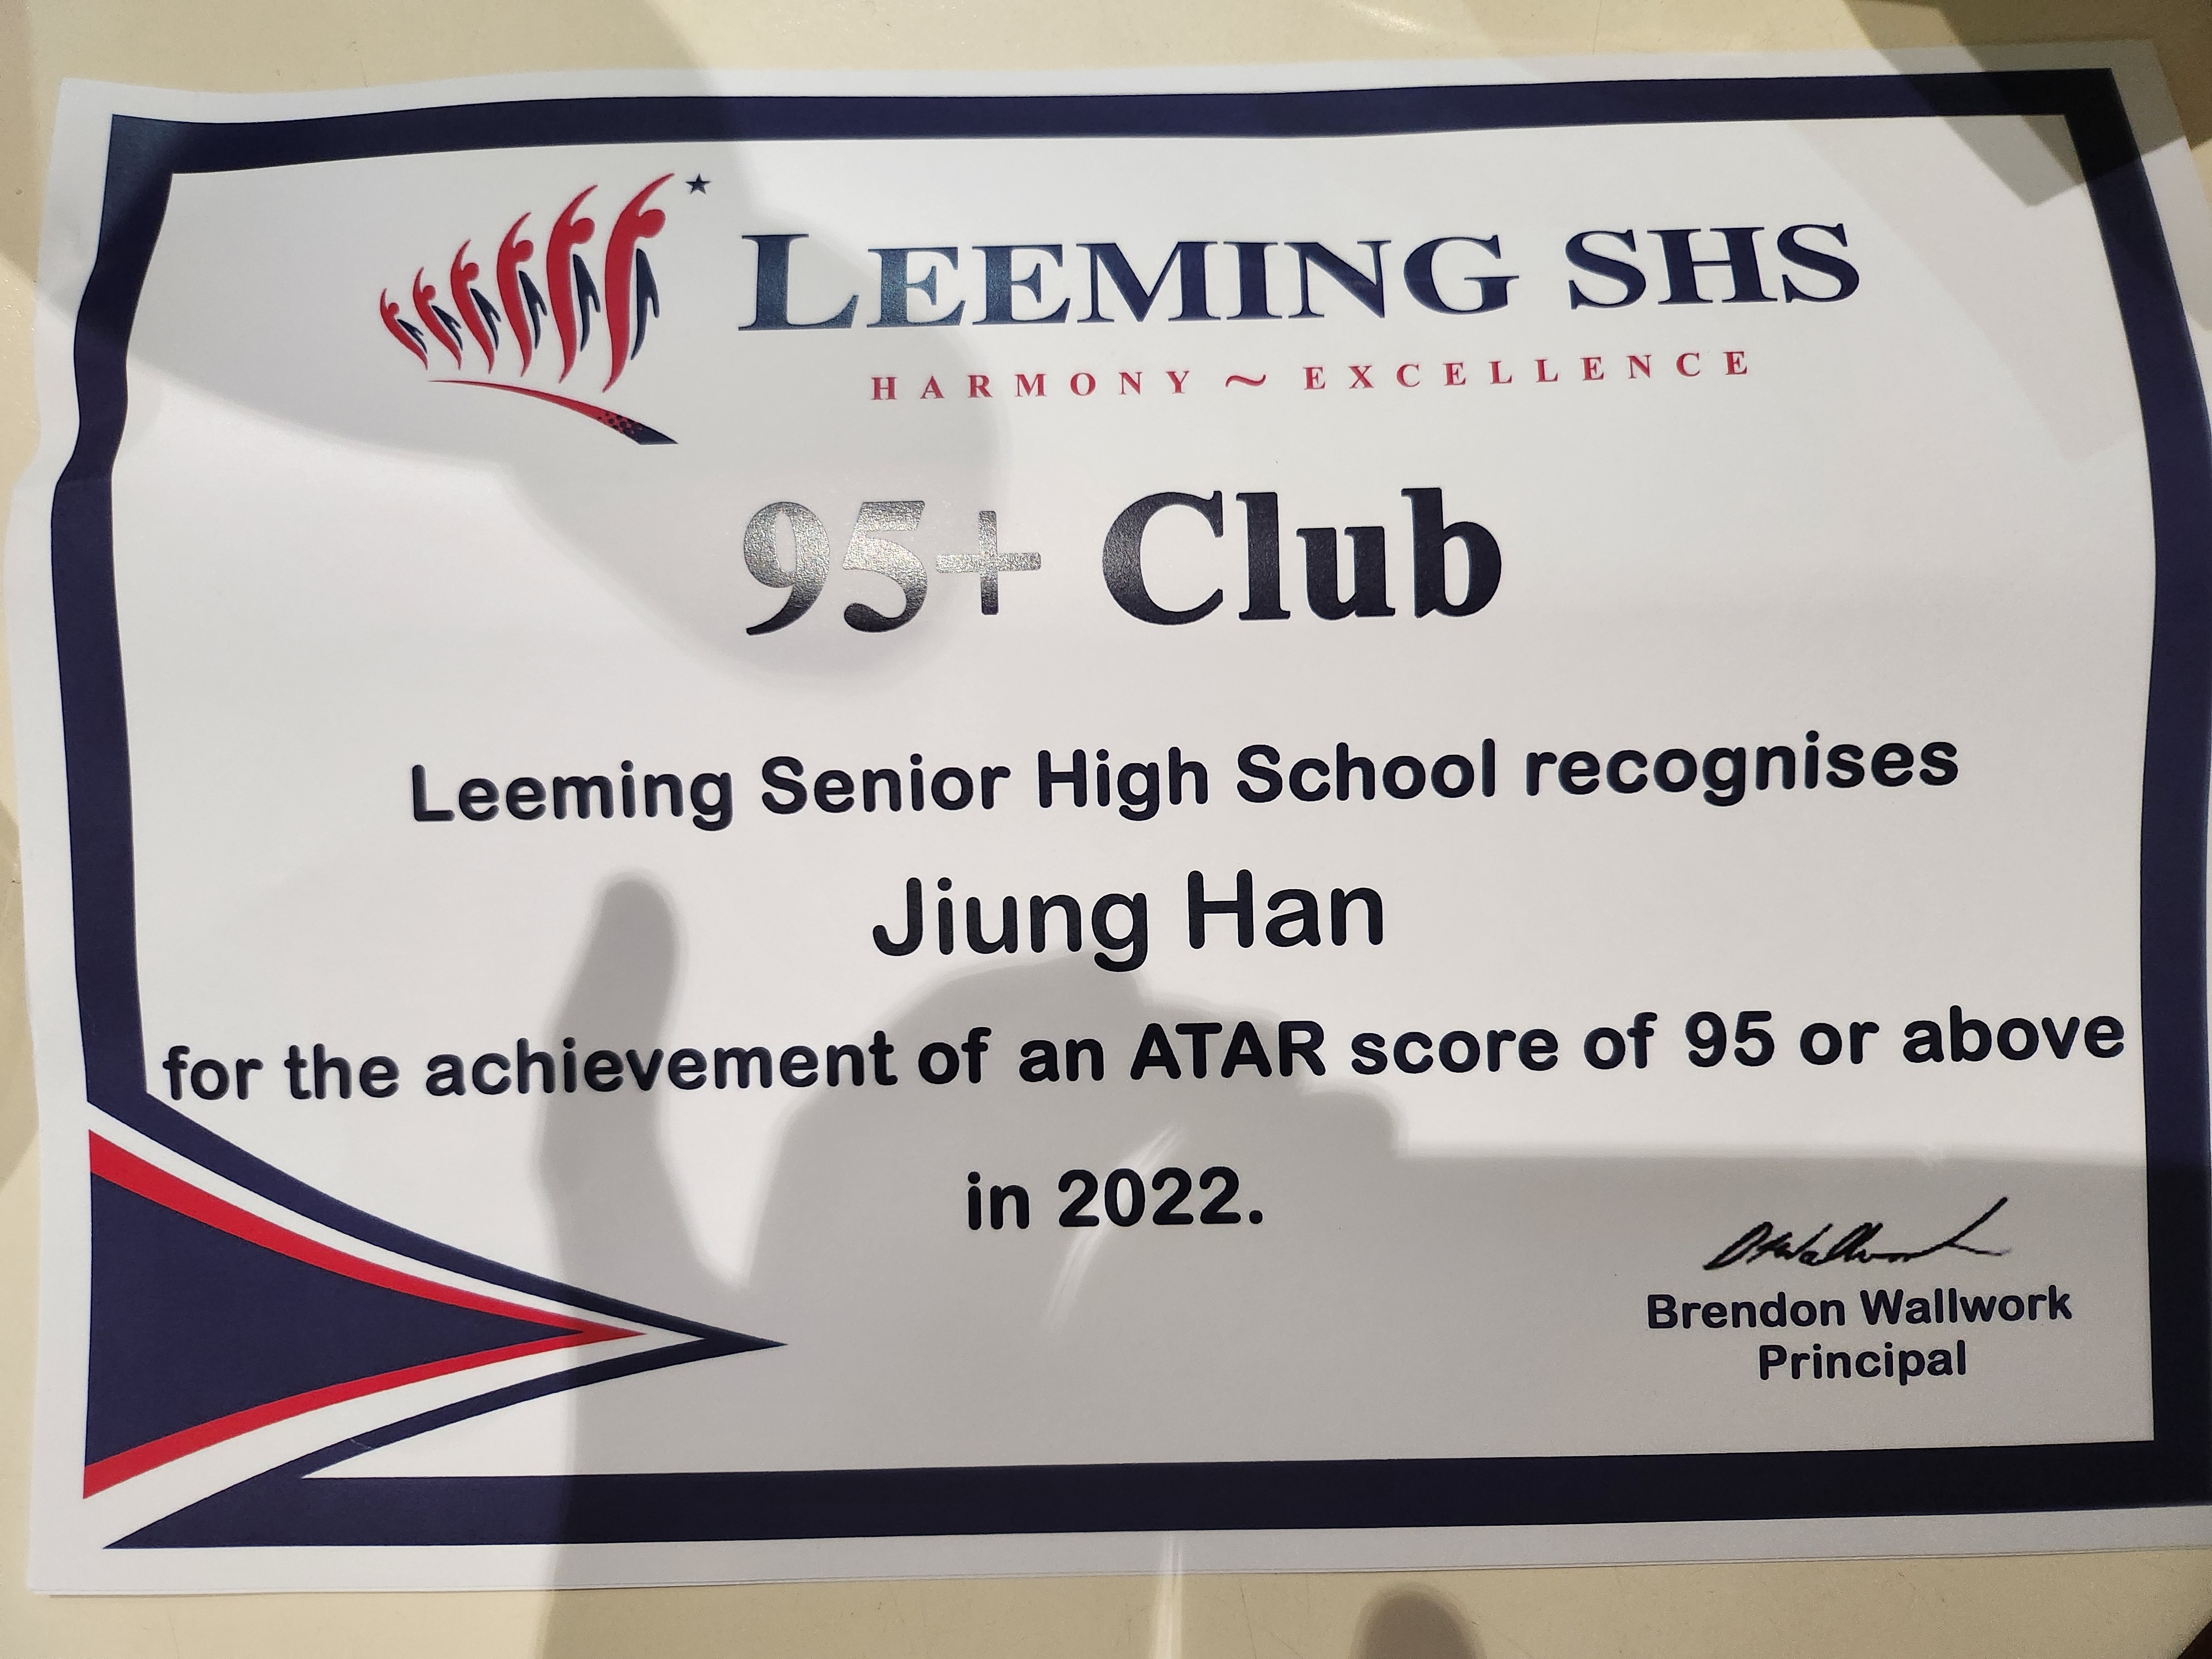 LEEMING SHS
HARMONY ~ EXCELLENCE
95+ Club
Leeming Senior High School recognises
Jiung Han
for the achievement of an ATAR score of 95 or above
in 2022.
Brendon Wallwork
Principal